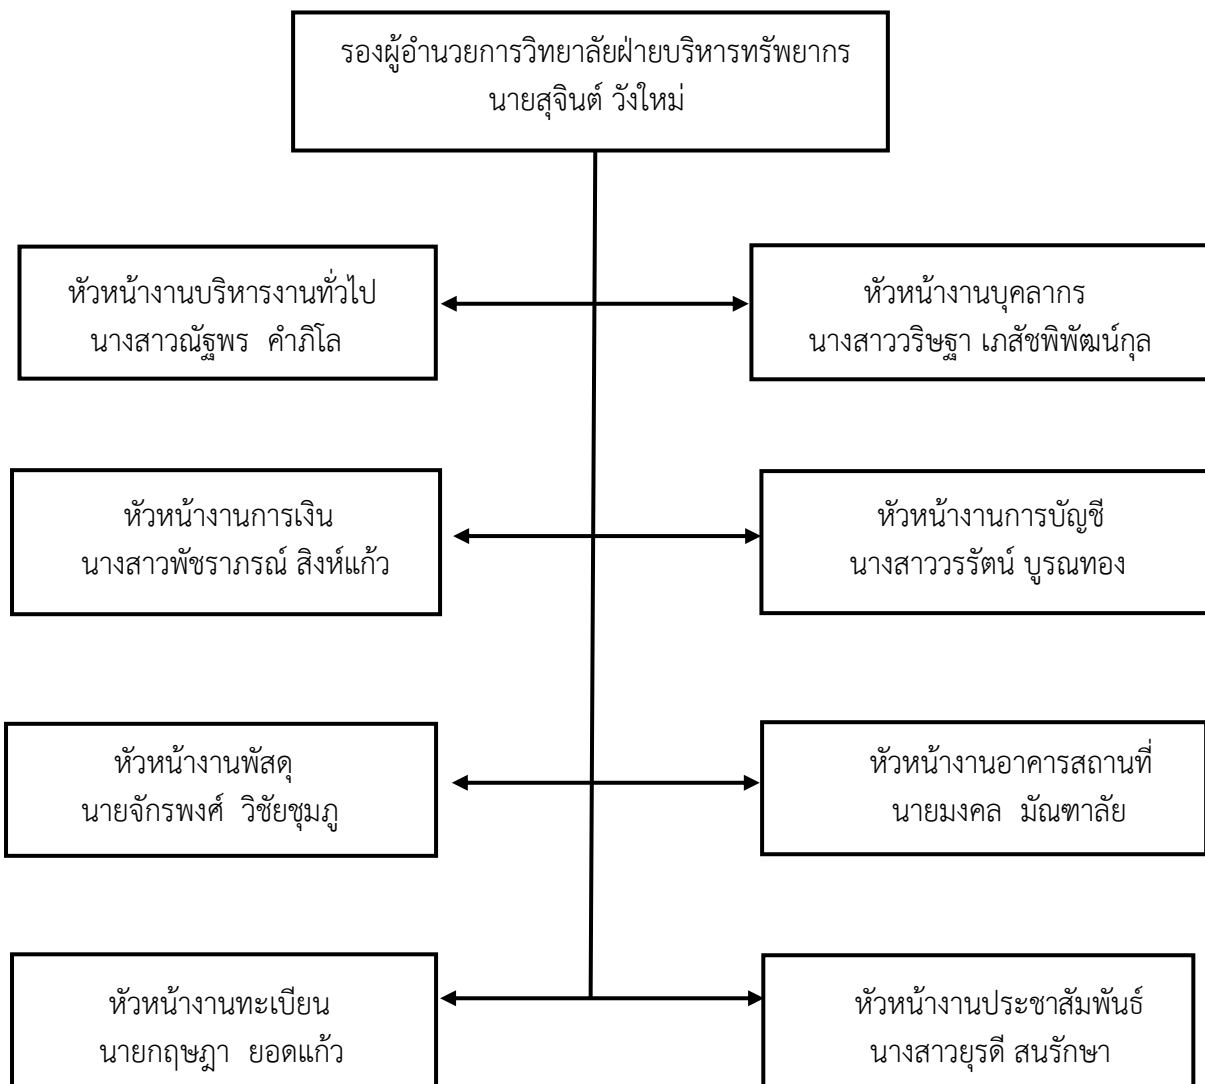 รองผู้อำนวยการวิทยาลัยฝ่ายบริหารทรัพยากร
นายสุจินต์ วังใหม่
หัวหน้างานบริหารงานทั่วไป
นางสาวณัฐพร คำภิโล
หัวหน้างานบุคลากร
นางสาววริษฐา เภสัชพิพัฒน์กุล
หัวหน้างานการเงิน
นางสาวพัชราภรณ์ สิงห์แก้ว
หัวหน้างานการบัญชี
นางสาววรรัตน์ บูรณทอง
หัวหน้างานพัสดุ
นายจักรพงศ์ วิชัยชุมภู
หัวหน้างานอาคารสถานที่
นายมงคล มัณฑาลัย
หัวหน้างานทะเบียน
นายกฤษฎา ยอดแก้ว
หัวหน้างานประชาสัมพันธ์
นางสาวยุรดี สนรักษา